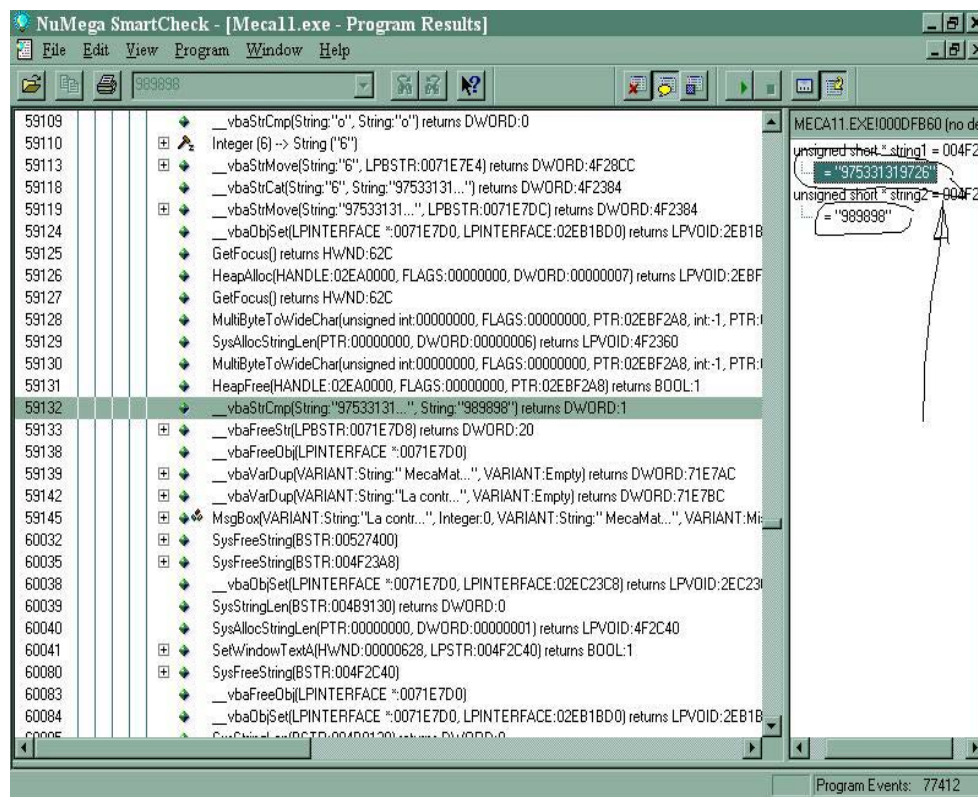 NuMega SmartCheck - [Meca11.exe - Program Results]
File Edit View Program Window Help
989898
59109 __vbaStrCmp(String:"o", String:"o") returns DWORD:0
59110 Integer (6) --> String ("6")
59113 __vbaStrMove(String:"6", LPBSTR:0071E7E4) returns DWORD:4F28CC
59118 __vbaStrCat(String:"6", String:"97533131...") returns DWORD:4F2384
59119 __vbaStrMove(String:"97533131...", LPBSTR:0071E7DC) returns DWORD:4F2384
59124 __vbaObjSet(LPINTERFACE *:0071E7D0, LPINTERFACE:02EB1BD0) returns LPVOID:2EB1B
59125 GetFocus() returns HWND:62C
59126 HeapAlloc(HANDLE:02EA0000, FLAGS:00000000, DWORD:00000007) returns LPVOID:2EBF
59127 GetFocus() returns HWND:62C
59128 MultiByteToWideChar(unsigned int:00000000, FLAGS:00000000, PTR:02EBF2A8, int:-1, PTR:
59129 SysAllocStringLen(PTR:00000000, DWORD:00000006) returns LPVOID:4F2360
59130 MultiByteToWideChar(unsigned int:00000000, FLAGS:00000000, PTR:02EBF2A8, int:-1, PTR:
59131 HeapFree(HANDLE:02EA0000, FLAGS:00000000, PTR:02EBF2A8) returns BOOL:1
59132 __vbaStrCmp(String:"97533131...", String:"989898") returns DWORD:1
59133 __vbaFreeStr(LPBSTR:0071E7D8) returns DWORD:20
59138 __vbaFreeObj(LPINTERFACE *:0071E7D0)
59139 __vbaVarDup(VARIANT:String:" MecaMat...", VARIANT:Empty) returns DWORD:71E7AC
59142 __vbaVarDup(VARIANT:String:"La contr...", VARIANT:Empty) returns DWORD:71E7BC
59145 MsgBox(VARIANT:String:"La contr...", Integer:0, VARIANT:String:" MecaMat...", VARIANT:Mi
60032 SysFreeString(BSTR:00527400)
60035 SysFreeString(BSTR:004F23A8)
60038 __vbaObjSet(LPINTERFACE *:0071E7D0, LPINTERFACE:02EC23C8) returns LPVOID:2EC23
60039 SysStringLen(BSTR:004B9130) returns DWORD:0
60040 SysAllocStringLen(PTR:00000000, DWORD:00000001) returns LPVOID:4F2C40
60041 SetWindowTextA(HWND:00000628, LPSTR:004F2C40) returns BOOL:1
60080 SysFreeString(BSTR:004F2C40)
60083 __vbaFreeObj(LPINTERFACE *:0071E7D0)
60084 __vbaObjSet(LPINTERFACE *:0071E7D0, LPINTERFACE:02EB1BD0) returns LPVOID:2EB1B
MECA11.EXE!000DFB60 (no de
unsigned short * string1 = 004F2
= "975331319726"
unsigned short * string2 = 004F2
= "989898"
Program Events: 77412